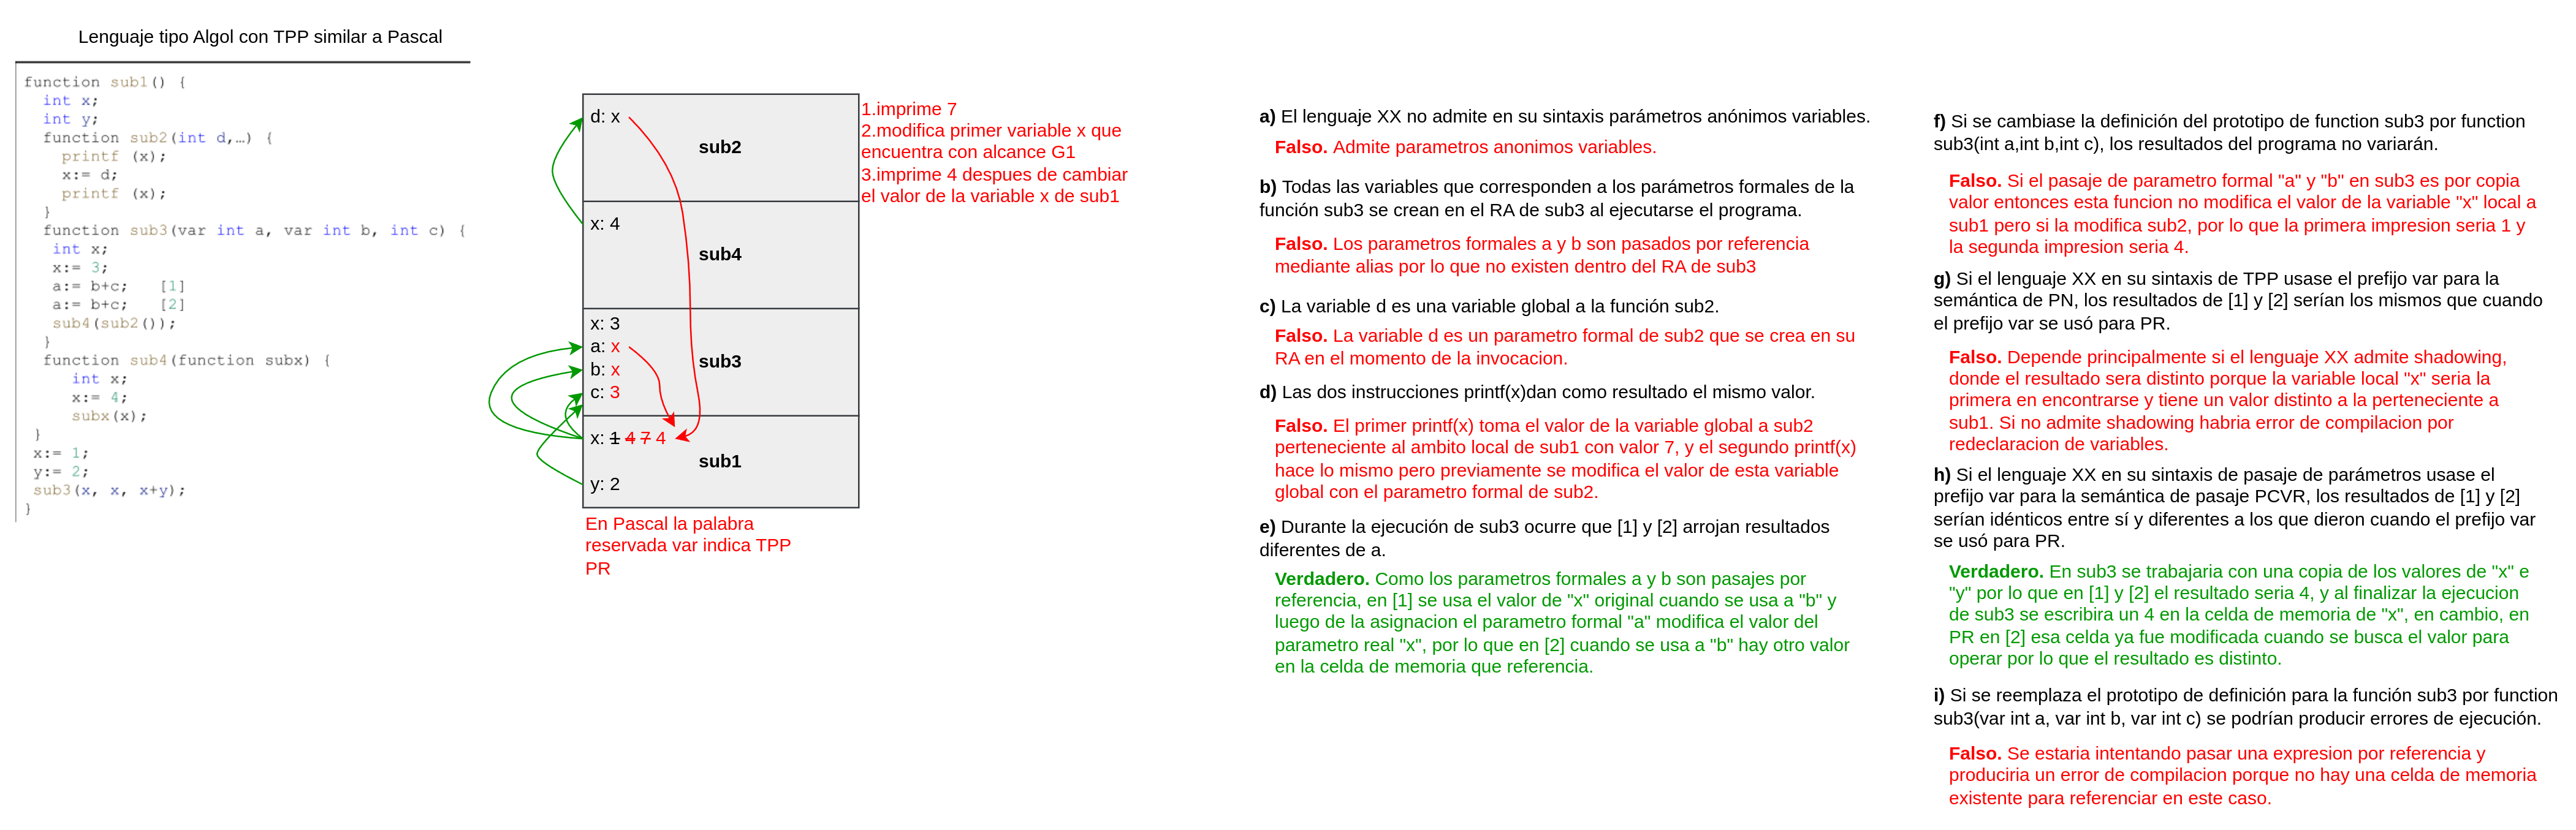 Lenguaje tipo Algol con TPP similar a Pascal
function sub1() {
int x;
int y;
function sub2(int d,…) {
printf (x);
x:= d;
printf (x);
}
function sub3(var int a, var int b, int c) {
int x;
x:= 3;
a:= b+c; [1]
a:= b+c; [2]
sub4(sub2());
}
function sub4(function subx) {
int x;
x:= 4;
subx(x);
}
x:= 1;
y:= 2;
sub3(x, x, x+y);
}
d: x
sub2
x: 4
sub4
x: 3
a: x
b: x
c: 3
sub3
x: 1 4 7 4
sub1
y: 2
En Pascal la palabra
reservada var indica TPP
PR
1.imprime 7
2.modifica primer variable x que
encuentra con alcance G1
3.imprime 4 despues de cambiar
el valor de la variable x de sub1
a) El lenguaje XX no admite en su sintaxis parámetros anónimos variables.
Falso. Admite parametros anonimos variables.
b) Todas las variables que corresponden a los parámetros formales de la
función sub3 se crean en el RA de sub3 al ejecutarse el programa.
Falso. Los parametros formales a y b son pasados por referencia
mediante alias por lo que no existen dentro del RA de sub3
c) La variable d es una variable global a la función sub2.
Falso. La variable d es un parametro formal de sub2 que se crea en su
RA en el momento de la invocacion.
d) Las dos instrucciones printf(x)dan como resultado el mismo valor.
Falso. El primer printf(x) toma el valor de la variable global a sub2
perteneciente al ambito local de sub1 con valor 7, y el segundo printf(x)
hace lo mismo pero previamente se modifica el valor de esta variable
global con el parametro formal de sub2.
e) Durante la ejecución de sub3 ocurre que [1] y [2] arrojan resultados
diferentes de a.
Verdadero. Como los parametros formales a y b son pasajes por
referencia, en [1] se usa el valor de "x" original cuando se usa a "b" y
luego de la asignacion el parametro formal "a" modifica el valor del
parametro real "x", por lo que en [2] cuando se usa a "b" hay otro valor
en la celda de memoria que referencia.
f) Si se cambiase la definición del prototipo de function sub3 por function
sub3(int a,int b,int c), los resultados del programa no variarán.
Falso. Si el pasaje de parametro formal "a" y "b" en sub3 es por copia
valor entonces esta funcion no modifica el valor de la variable "x" local a
sub1 pero si la modifica sub2, por lo que la primera impresion seria 1 y
la segunda impresion seria 4.
g) Si el lenguaje XX en su sintaxis de TPP usase el prefijo var para la
semántica de PN, los resultados de [1] y [2] serían los mismos que cuando
el prefijo var se usó para PR.
Falso. Depende principalmente si el lenguaje XX admite shadowing,
donde el resultado sera distinto porque la variable local "x" seria la
primera en encontrarse y tiene un valor distinto a la perteneciente a
sub1. Si no admite shadowing habria error de compilacion por
redeclaracion de variables.
h) Si el lenguaje XX en su sintaxis de pasaje de parámetros usase el
prefijo var para la semántica de pasaje PCVR, los resultados de [1] y [2]
serían idénticos entre sí y diferentes a los que dieron cuando el prefijo var
se usó para PR.
Verdadero. En sub3 se trabajaria con una copia de los valores de "x" e
"y" por lo que en [1] y [2] el resultado seria 4, y al finalizar la ejecucion
de sub3 se escribira un 4 en la celda de memoria de "x", en cambio, en
PR en [2] esa celda ya fue modificada cuando se busca el valor para
operar por lo que el resultado es distinto.
i) Si se reemplaza el prototipo de definición para la función sub3 por function
sub3(var int a, var int b, var int c) se podrían producir errores de ejecución.
Falso. Se estaria intentando pasar una expresion por referencia y
produciria un error de compilacion porque no hay una celda de memoria
existente para referenciar en este caso.